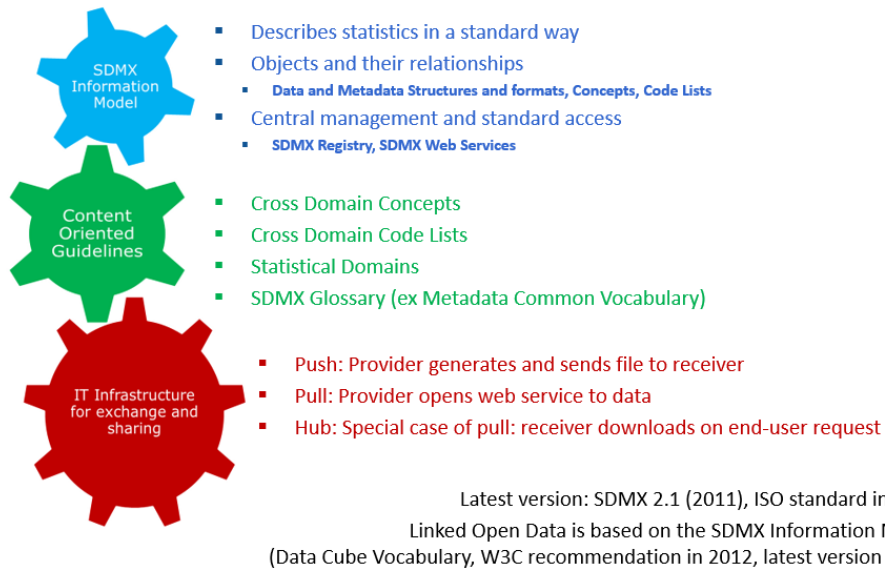 SDMX
Information
Model
▪ Describes statistics in a standard way
▪ Objects and their relationships
▪ Data and Metadata Structures and formats, Concepts, Code Lists
▪ Central management and standard access
▪ SDMX Registry, SDMX Web Services
Content
Oriented
Guidelines
▪ Cross Domain Concepts
▪ Cross Domain Code Lists
▪ Statistical Domains
▪ SDMX Glossary (ex Metadata Common Vocabulary)
IT Infrastructure
for exchange and
sharing
▪ Push: Provider generates and sends file to receiver
▪ Pull: Provider opens web service to data
▪ Hub: Special case of pull: receiver downloads on end-user request
Latest version: SDMX 2.1 (2011), ISO standard in
Linked Open Data is based on the SDMX Information
(Data Cube Vocabulary, W3C recommendation in 2012, latest version